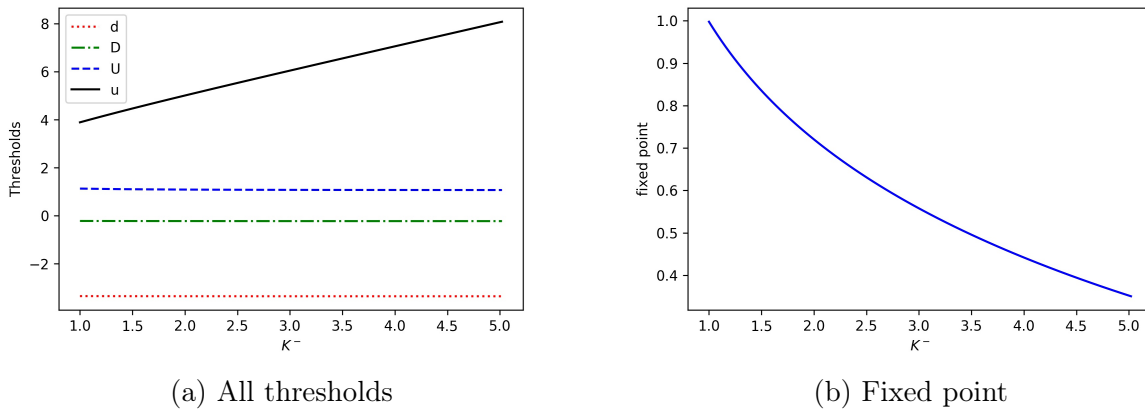 8
6
4
2
0
−2
Thresholds
d
D
U
u
1.0 1.5 2.0 2.5 3.0 3.5 4.0 4.5 5.0
K⁻
(a) All thresholds
1.0
0.9
0.8
0.7
0.6
0.5
0.4
fixed point
1.0 1.5 2.0 2.5 3.0 3.5 4.0 4.5 5.0
K⁻
(b) Fixed point